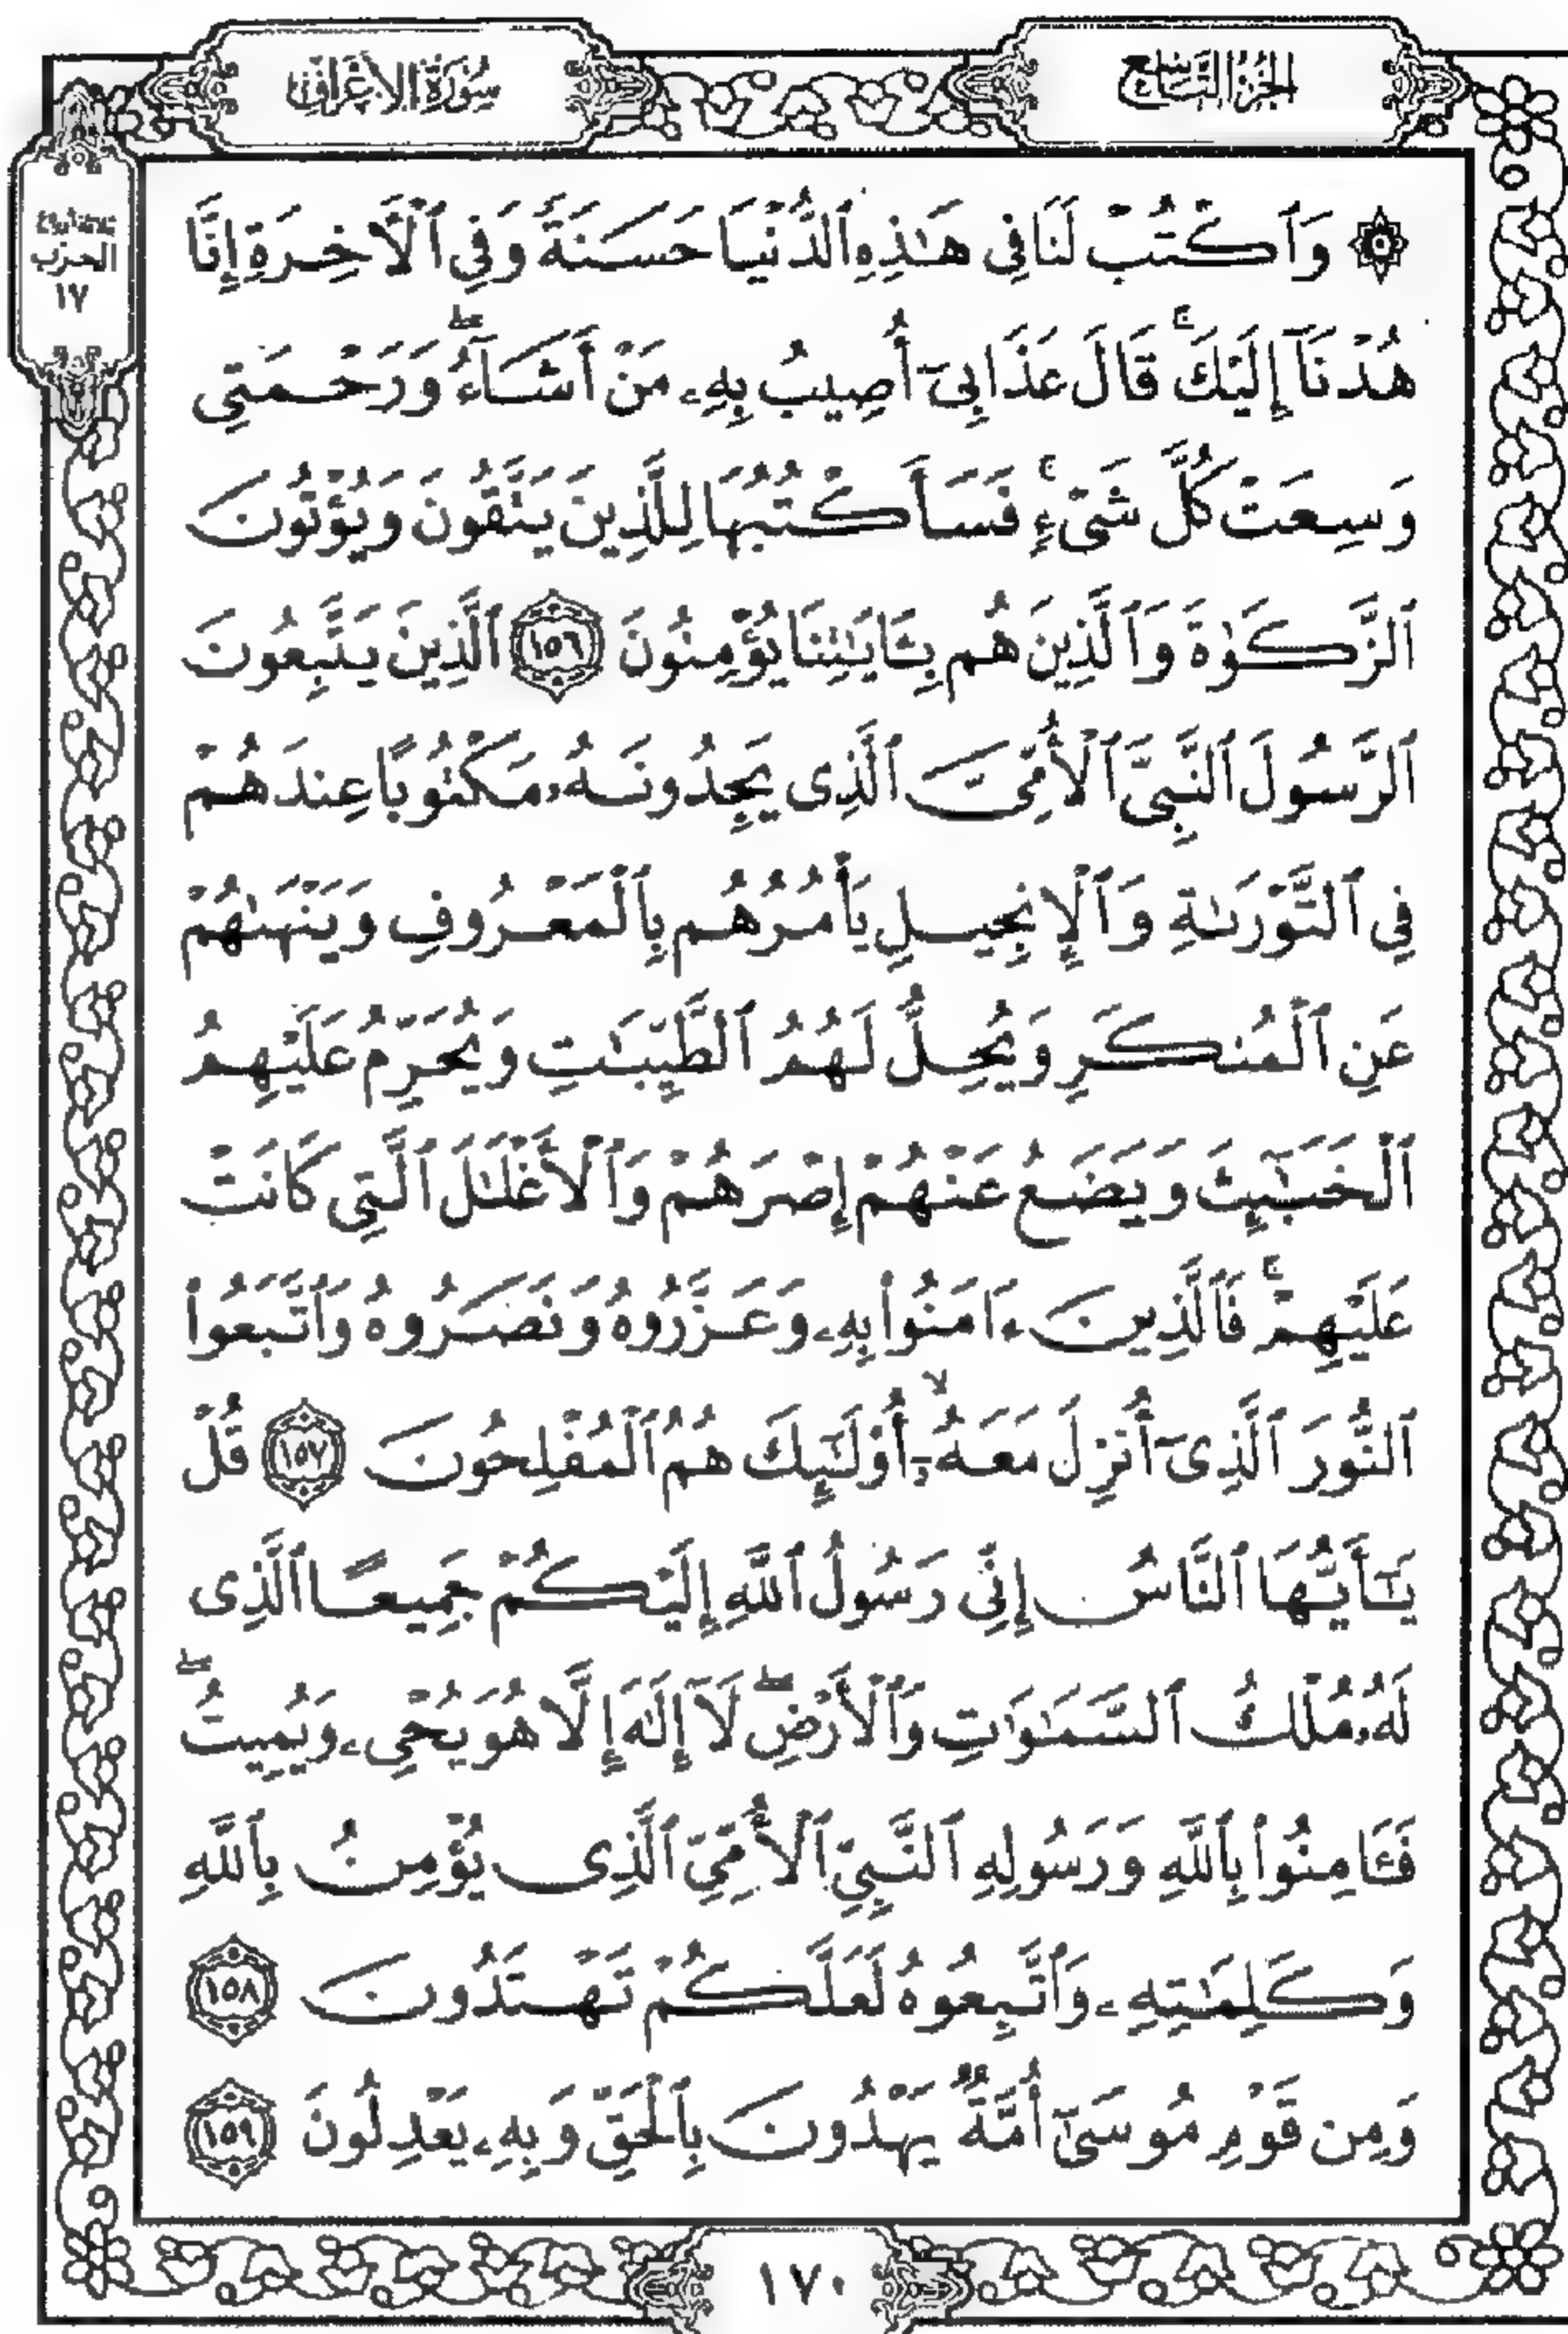 الجزء التاسع
سورة الأعراف
ثلاثة أرباع
الحزب
١٧
۞ وَٱكۡتُبۡ لَنَا فِي هَٰذِهِ ٱلدُّنۡيَا حَسَنَةٗ وَفِي ٱلۡأٓخِرَةِ إِنَّا
هُدۡنَآ إِلَيۡكَۚ قَالَ عَذَابِيٓ أُصِيبُ بِهِۦ مَنۡ أَشَآءُۖ وَرَحۡمَتِي
وَسِعَتۡ كُلَّ شَيۡءٖۚ فَسَأَكۡتُبُهَا لِلَّذِينَ يَتَّقُونَ وَيُؤۡتُونَ
ٱلزَّكَوٰةَ وَٱلَّذِينَ هُم بِـَٔايَٰتِنَا يُؤۡمِنُونَ ١٥٦ ٱلَّذِينَ يَتَّبِعُونَ
ٱلرَّسُولَ ٱلنَّبِيَّ ٱلۡأُمِّيَّ ٱلَّذِي يَجِدُونَهُۥ مَكۡتُوبًا عِندَهُمۡ
فِي ٱلتَّوۡرَىٰةِ وَٱلۡإِنجِيلِ يَأۡمُرُهُم بِٱلۡمَعۡرُوفِ وَيَنۡهَىٰهُمۡ
عَنِ ٱلۡمُنكَرِ وَيُحِلُّ لَهُمُ ٱلطَّيِّبَٰتِ وَيُحَرِّمُ عَلَيۡهِمُ
ٱلۡخَبَٰٓئِثَ وَيَضَعُ عَنۡهُمۡ إِصۡرَهُمۡ وَٱلۡأَغۡلَٰلَ ٱلَّتِي كَانَتۡ
عَلَيۡهِمۡۚ فَٱلَّذِينَ ءَامَنُواْ بِهِۦ وَعَزَّرُوهُ وَنَصَرُوهُ وَٱتَّبَعُواْ
ٱلنُّورَ ٱلَّذِيٓ أُنزِلَ مَعَهُۥٓۙ أُوْلَٰٓئِكَ هُمُ ٱلۡمُفۡلِحُونَ ١٥٧ قُلۡ
يَٰٓأَيُّهَا ٱلنَّاسُ إِنِّي رَسُولُ ٱللَّهِ إِلَيۡكُمۡ جَمِيعًا ٱلَّذِي
لَهُۥ مُلۡكُ ٱلسَّمَٰوَٰتِ وَٱلۡأَرۡضِۖ لَآ إِلَٰهَ إِلَّا هُوَ يُحۡيِۦ وَيُمِيتُۖ
فَـَٔامِنُواْ بِٱللَّهِ وَرَسُولِهِ ٱلنَّبِيِّ ٱلۡأُمِّيِّ ٱلَّذِي يُؤۡمِنُ بِٱللَّهِ
وَكَلِمَٰتِهِۦ وَٱتَّبِعُوهُ لَعَلَّكُمۡ تَهۡتَدُونَ ١٥٨
وَمِن قَوۡمِ مُوسَىٰٓ أُمَّةٞ يَهۡدُونَ بِٱلۡحَقِّ وَبِهِۦ يَعۡدِلُونَ ١٥٩
١٧٠